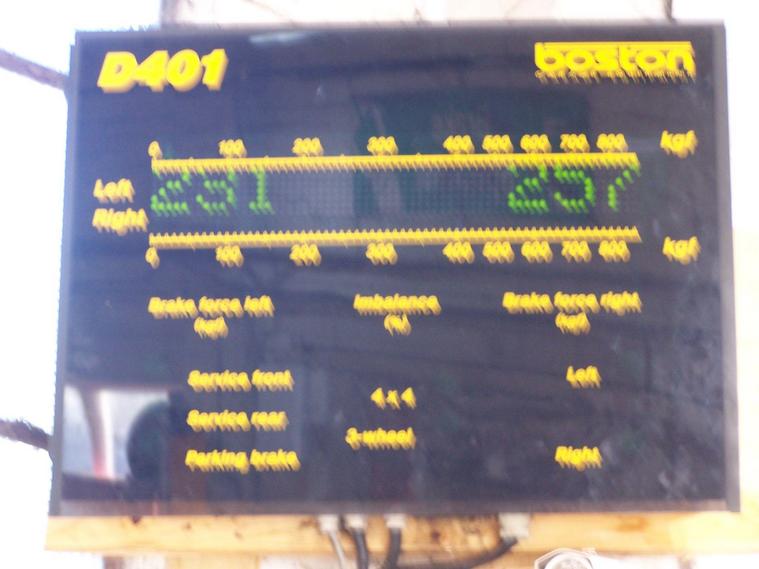 D401 boston
0 100 200 300 400 500 600 700 800 kgf
Left 231 257
Right
0 100 200 300 400 500 600 700 800 kgf
Brake force left Imbalance Brake force right
(kgf) (%) (kgf)
Service front Left
4 x 4
Service rear
3-wheel
Parking brake Right